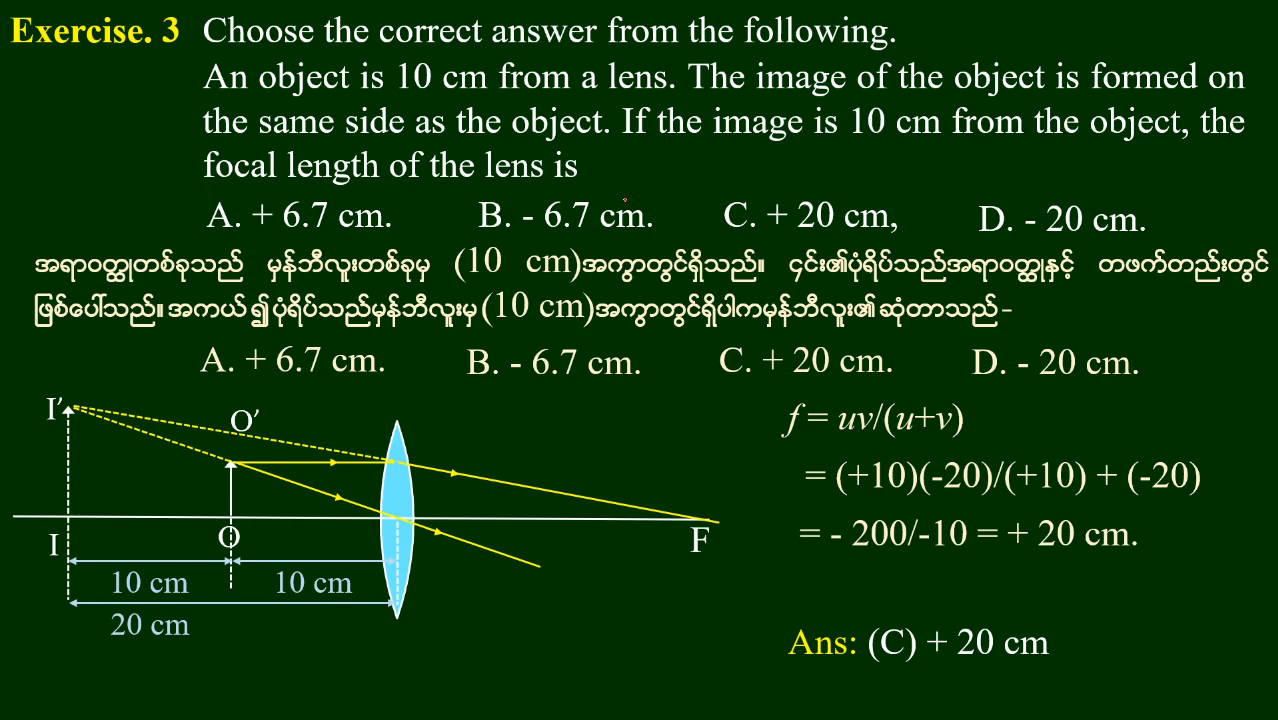 Exercise. 3 Choose the correct answer from the following.
An object is 10 cm from a lens. The image of the object is formed on
the same side as the object. If the image is 10 cm from the object, the
focal length of the lens is
A. + 6.7 cm. B. - 6.7 cm. C. + 20 cm, D. - 20 cm.
အရာဝတ္ထုတစ်ခုသည် မှန်ဘီလူးတစ်ခုမှ (10 cm)အကွာတွင်ရှိသည်။ ၄င်း၏ပုံရိပ်သည်အရာဝတ္ထုနှင့် တဖက်တည်းတွင်
ဖြစ်ပေါ်သည်။ အကယ်၍ ပုံရိပ်သည်မှန်ဘီလူးမှ (10 cm)အကွာတွင်ရှိပါကမှန်ဘီလူး၏ ဆုံတာသည် –
A. + 6.7 cm. B. - 6.7 cm. C. + 20 cm. D. - 20 cm.
I′
O′
I
O
F
10 cm 10 cm
20 cm
f = uv/(u+v)
= (+10)(-20)/(+10) + (-20)
= - 200/-10 = + 20 cm.
Ans: (C) + 20 cm